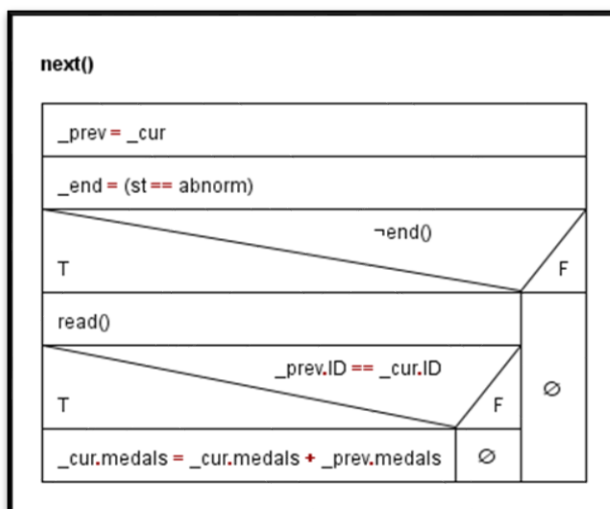 next()
_prev = _cur
_end = (st == abnorm)
¬end()
T
F
read()
_prev.ID == _cur.ID
T
F
∅
_cur.medals = _cur.medals + _prev.medals
∅